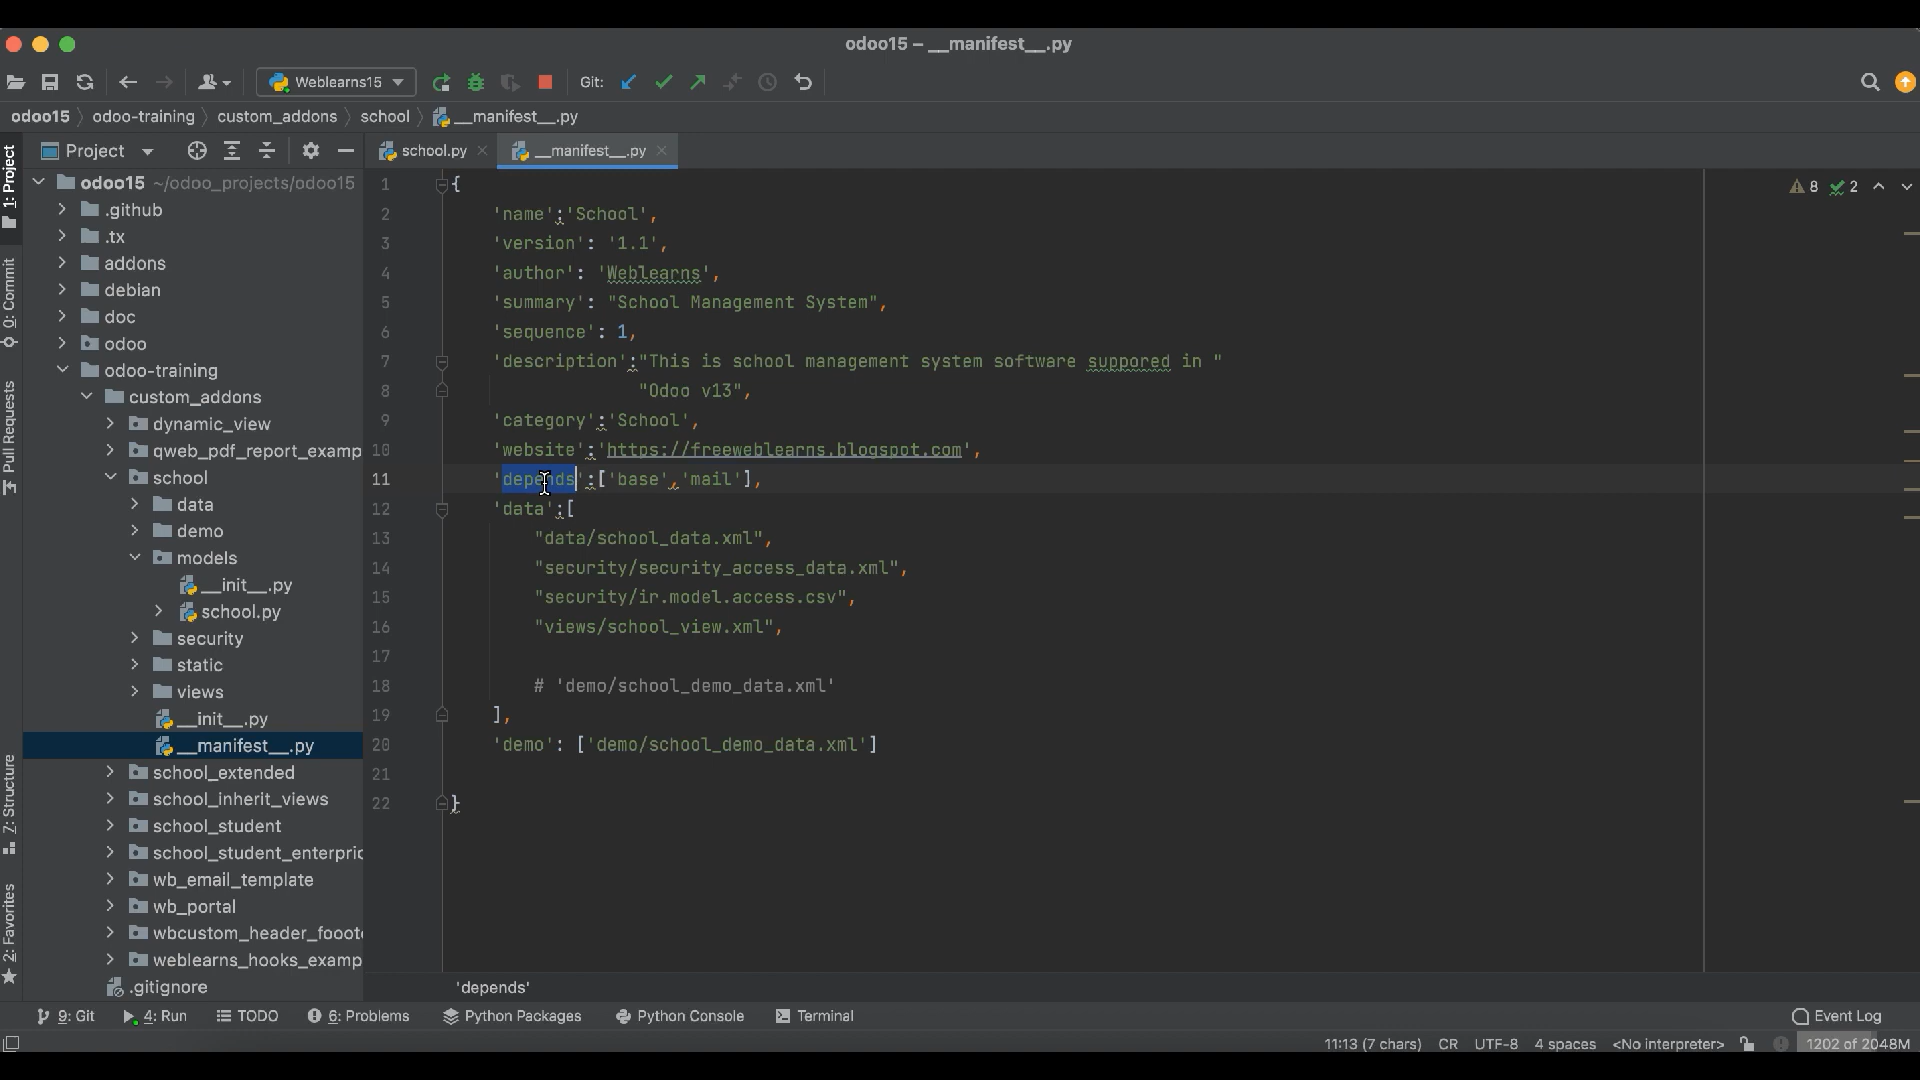 odoo15 – __manifest__.py
Weblearns15
Git:
odoo15 odoo-training custom_addons school __manifest__.py
1: Project
0: Commit
Pull Requests
7: Structure
2: Favorites
Project
odoo15 ~/odoo_projects/odoo15
.github
.tx
addons
debian
doc
odoo
odoo-training
custom_addons
dynamic_view
qweb_pdf_report_examp
school
data
demo
models
__init__.py
school.py
security
static
views
__init__.py
__manifest__.py
school_extended
school_inherit_views
school_student
school_student_enterpric
wb_email_template
wb_portal
wbcustom_header_fooot
weblearns_hooks_examp
.gitignore
school.py __manifest__.py
8 2
1 {
2 'name':'School',
3 'version': '1.1',
4 'author': 'Weblearns',
5 'summary': "School Management System",
6 'sequence': 1,
7 'description':"This is school management system software suppored in "
8 "Odoo v13",
9 'category':'School',
10 'website':'https://freeweblearns.blogspot.com',
11 'depends':['base','mail'],
12 'data':[
13 "data/school_data.xml",
14 "security/security_access_data.xml",
15 "security/ir.model.access.csv",
16 "views/school_view.xml",
17
18 # 'demo/school_demo_data.xml'
19 ],
20 'demo': ['demo/school_demo_data.xml']
21
22 }
'depends'
9: Git 4: Run TODO 6: Problems Python Packages Python Console Terminal Event Log
11:13 (7 chars) CR UTF-8 4 spaces <No interpreter> 1202 of 2048M